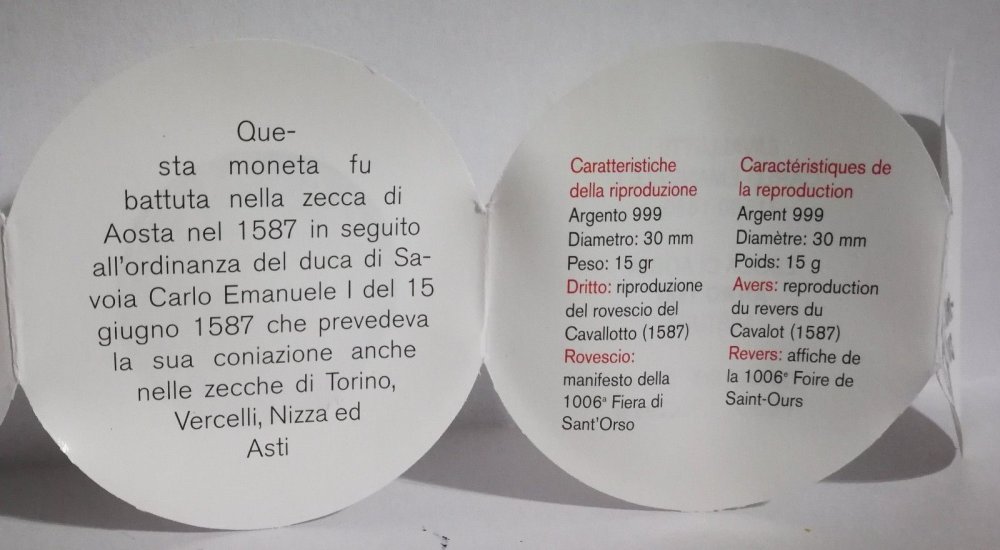 Que-
sta moneta fu
battuta nella zecca di
Aosta nel 1587 in seguito
all'ordinanza del duca di Sa-
voia Carlo Emanuele I del 15
giugno 1587 che prevedeva
la sua coniazione anche
nelle zecche di Torino,
Vercelli, Nizza ed
Asti
Caratteristiche
della riproduzione
Argento 999
Diametro: 30 mm
Peso: 15 gr
Dritto: riproduzione
del rovescio del
Cavallotto (1587)
Rovescio:
manifesto della
1006ª Fiera di
Sant'Orso
Caractéristiques de
la reproduction
Argent 999
Diamètre: 30 mm
Poids: 15 g
Avers: reproduction
du revers du
Cavalot (1587)
Revers: affiche de
la 1006ᵉ Foire de
Saint-Ours